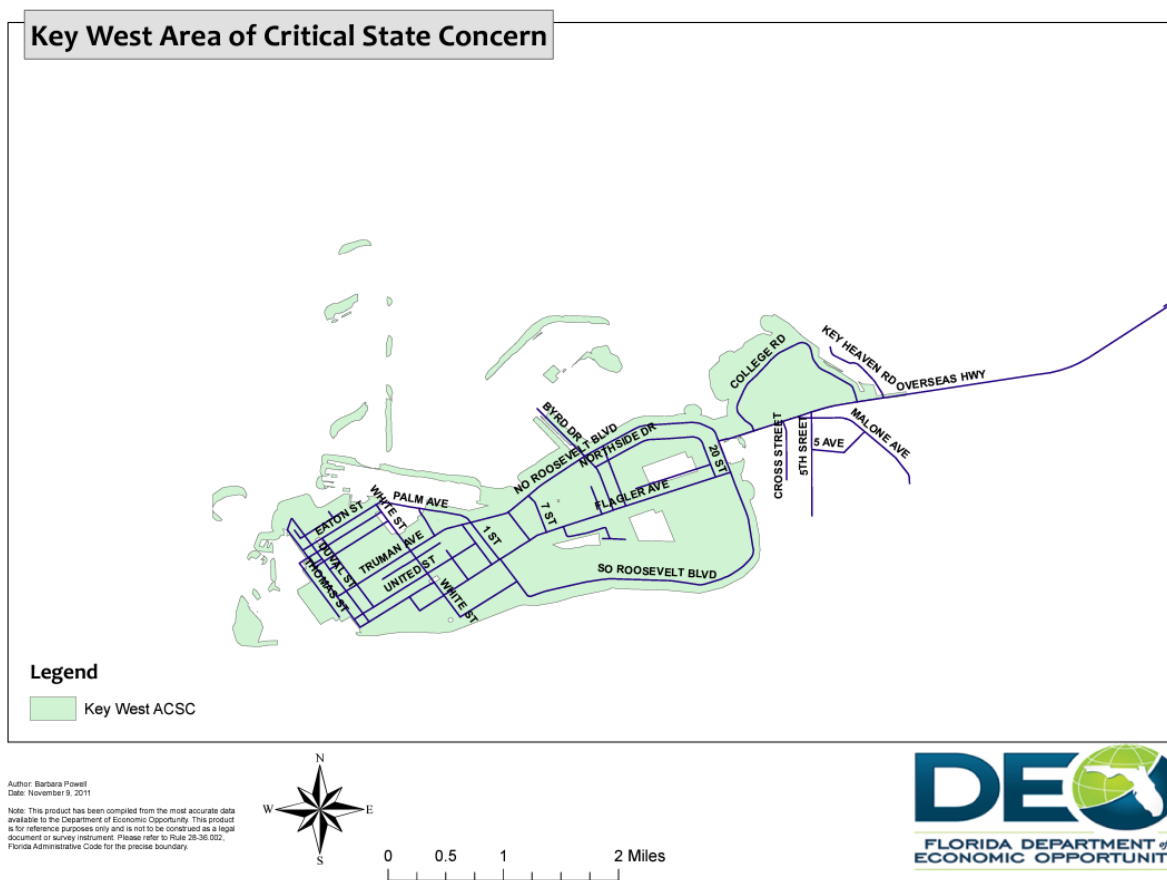 Key West Area of Critical State Concern
KEY HEAVEN RD
COLLEGE RD
OVERSEAS HWY
BYRD DR
NO ROOSEVELT BLVD
NORTHSIDE DR
20 ST
CROSS STREET
5TH SREET
5 AVE
MALONE AVE
PALM AVE
WHITE ST
EATON ST
FLAGLER AVE
7 ST
1 ST
TRUMAN AVE
DUVAL ST
THOMAS ST
UNITED ST
WHITE ST
SO ROOSEVELT BLVD
Legend
Key West ACSC
Author: Barbara Powell
Date: November 9, 2011
Note: This product has been compiled from the most accurate data
available to the Department of Economic Opportunity. This product
is for reference purposes only and is not to be construed as a legal
document or survey instrument. Please refer to Rule 28-36.002,
Florida Administrative Code for the precise boundary.
N
W E
S
0 0.5 1 2 Miles
DEO
FLORIDA DEPARTMENT of
ECONOMIC OPPORTUNIT